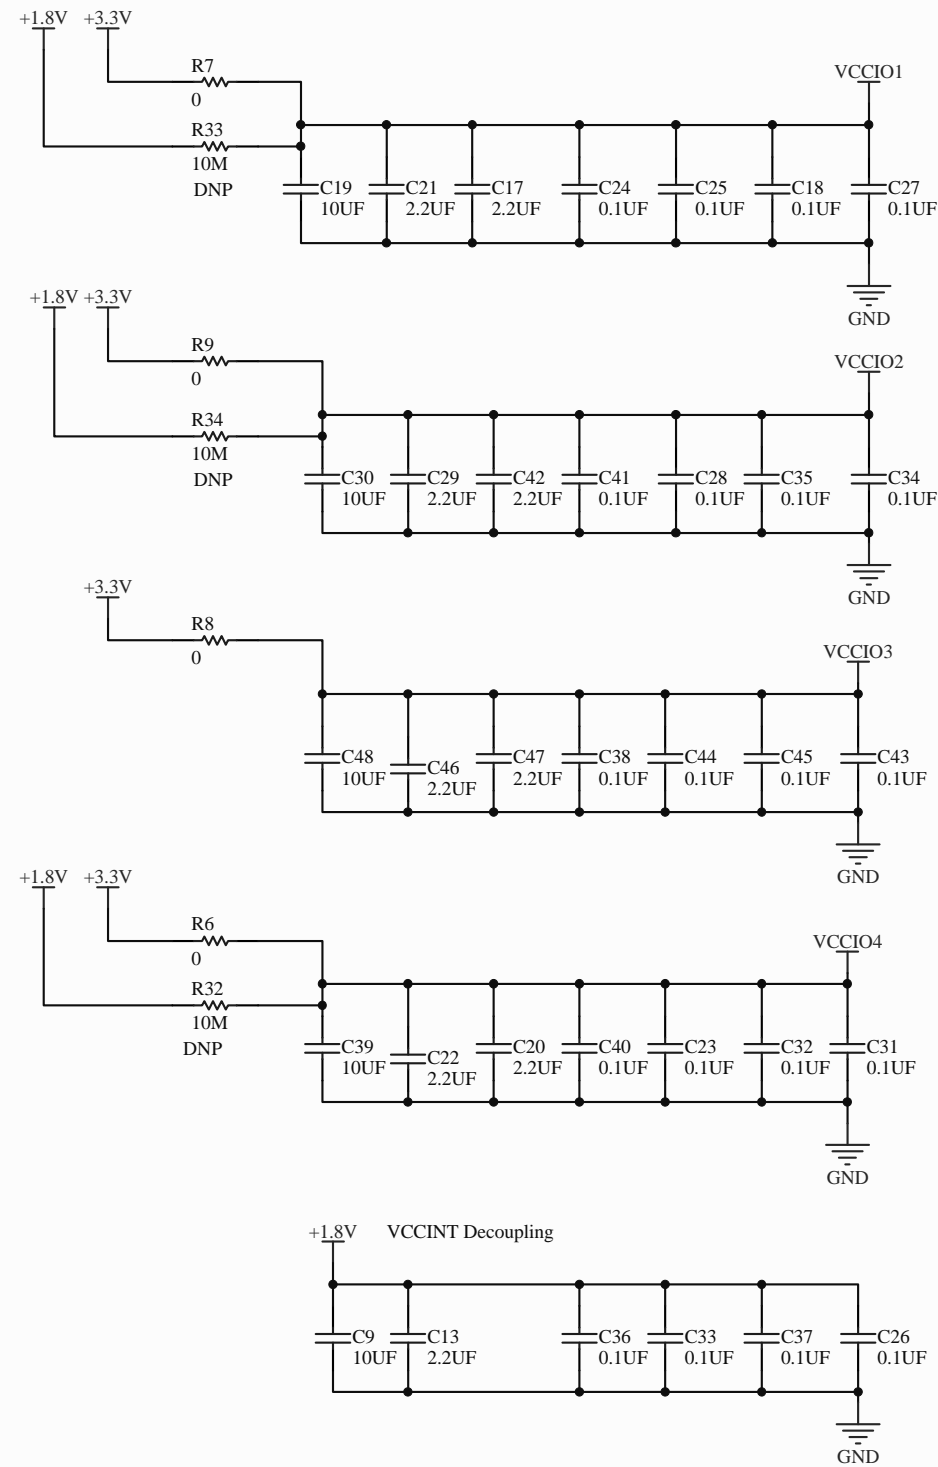 +1.8V +3.3V
R7
0
VCCIO1
R33
10M
DNP
C19 C21 C17 C24 C25 C18 C27
10UF 2.2UF 2.2UF 0.1UF 0.1UF 0.1UF 0.1UF
GND
+1.8V +3.3V
R9
0
VCCIO2
R34
10M
DNP
C30 C29 C42 C41 C28 C35 C34
10UF 2.2UF 2.2UF 0.1UF 0.1UF 0.1UF 0.1UF
GND
+3.3V
R8
0
VCCIO3
C48 C46 C47 C38 C44 C45 C43
10UF 2.2UF 2.2UF 0.1UF 0.1UF 0.1UF 0.1UF
GND
+1.8V +3.3V
R6
0
VCCIO4
R32
10M
DNP
C39 C22 C20 C40 C23 C32 C31
10UF 2.2UF 2.2UF 0.1UF 0.1UF 0.1UF 0.1UF
GND
+1.8V VCCINT Decoupling
C9 C13 C36 C33 C37 C26
10UF 2.2UF 0.1UF 0.1UF 0.1UF 0.1UF
GND